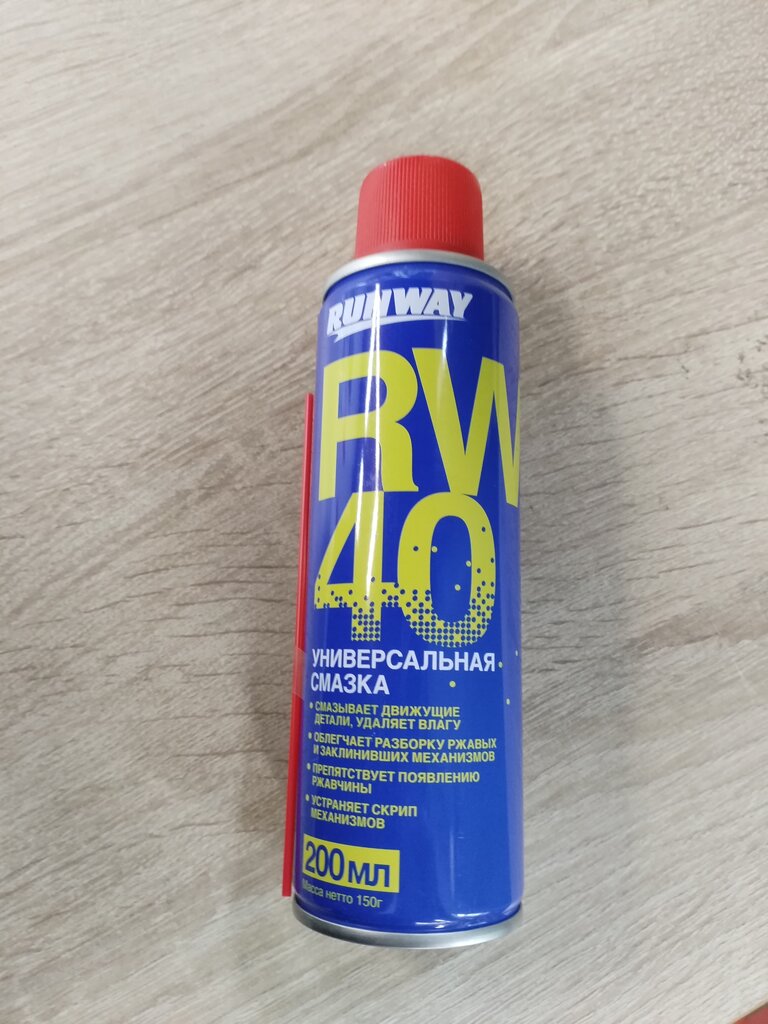 RUNWAY
RW
40
УНИВЕРСАЛЬНАЯ
СМАЗКА
• СМАЗЫВАЕТ ДВИЖУЩИЕ
ДЕТАЛИ, УДАЛЯЕТ ВЛАГУ
• ОБЛЕГЧАЕТ РАЗБОРКУ РЖАВЫХ
И ЗАКЛИНИВШИХ МЕХАНИЗМОВ
• ПРЕПЯТСТВУЕТ ПОЯВЛЕНИЮ
РЖАВЧИНЫ
• УСТРАНЯЕТ СКРИП
МЕХАНИЗМОВ
200 МЛ
Масса нетто 150г